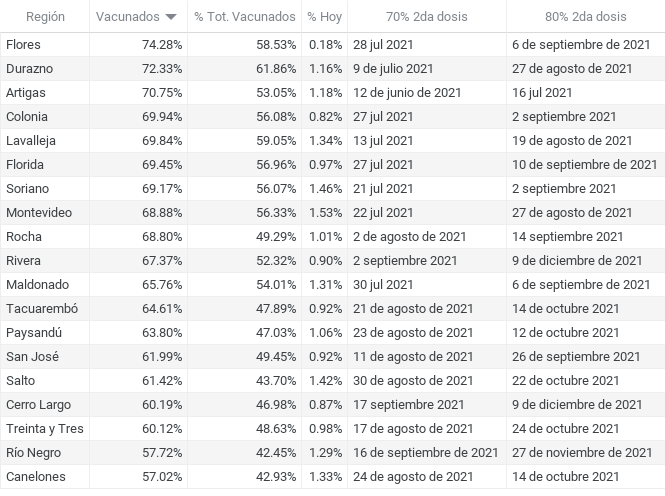 Región Vacunados % Tot. Vacunados % Hoy 70% 2da dosis 80% 2da dosis
Flores 74.28% 58.53% 0.18% 28 jul 2021 6 de septiembre de 2021
Durazno 72.33% 61.86% 1.16% 9 de julio 2021 27 de agosto de 2021
Artigas 70.75% 53.05% 1.18% 12 de junio de 2021 16 jul 2021
Colonia 69.94% 56.08% 0.82% 27 jul 2021 2 septiembre 2021
Lavalleja 69.84% 59.05% 1.34% 13 jul 2021 19 de agosto de 2021
Florida 69.45% 56.96% 0.97% 27 jul 2021 10 de septiembre de 2021
Soriano 69.17% 56.07% 1.46% 21 jul 2021 2 septiembre 2021
Montevideo 68.88% 56.33% 1.53% 22 jul 2021 27 de agosto de 2021
Rocha 68.80% 49.29% 1.01% 2 de agosto de 2021 14 septiembre 2021
Rivera 67.37% 52.32% 0.90% 2 septiembre 2021 9 de diciembre de 2021
Maldonado 65.76% 54.01% 1.31% 30 jul 2021 6 de septiembre de 2021
Tacuarembó 64.61% 47.89% 0.92% 21 de agosto de 2021 14 de octubre 2021
Paysandú 63.80% 47.03% 1.06% 23 de agosto de 2021 12 de octubre 2021
San José 61.99% 49.45% 0.92% 11 de agosto de 2021 26 de septiembre 2021
Salto 61.42% 43.70% 1.42% 30 de agosto de 2021 22 de octubre 2021
Cerro Largo 60.19% 46.98% 0.87% 17 septiembre 2021 9 de diciembre de 2021
Treinta y Tres 60.12% 48.63% 0.98% 17 de agosto de 2021 24 de octubre 2021
Río Negro 57.72% 42.45% 1.29% 16 de septiembre de 2021 27 de noviembre de 2021
Canelones 57.02% 42.93% 1.33% 24 de agosto de 2021 14 de octubre 2021